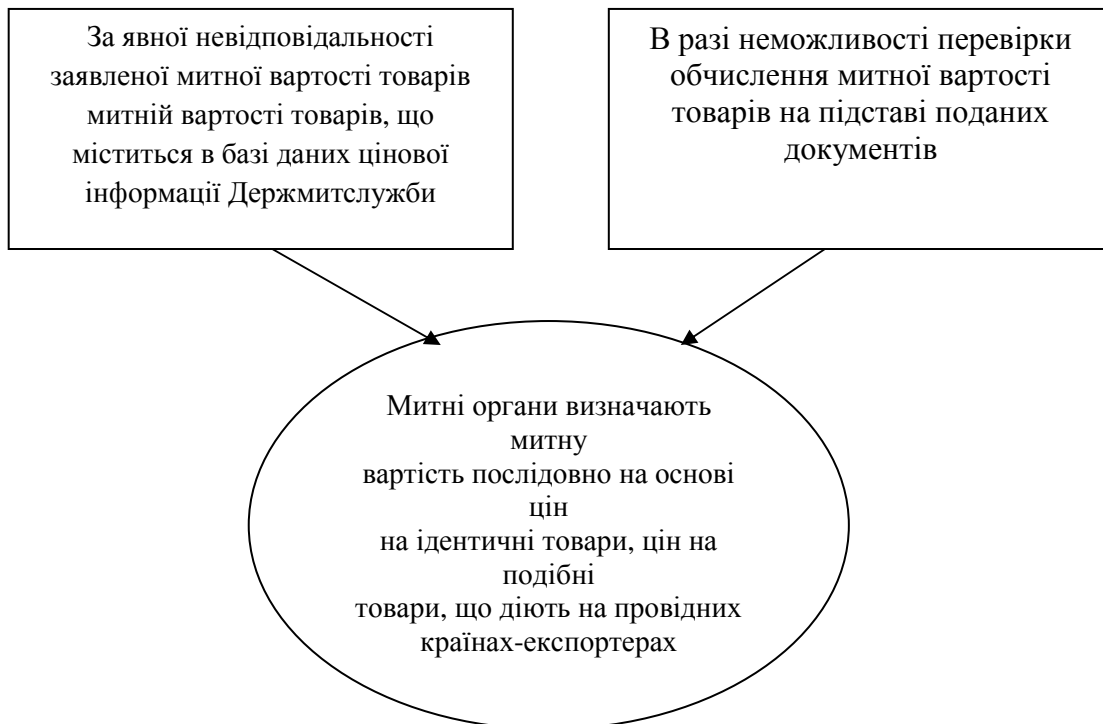 За явної невідповідальності
заявленої митної вартості товарів
митній вартості товарів, що
міститься в базі даних цінової
інформації Держмитслужби
В разі неможливості перевірки
обчислення митної вартості
товарів на підставі поданих
документів
Митні органи визначають
митну
вартість послідовно на основі
цін
на ідентичні товари, цін на
подібні
товари, що діють на провідних
країнах-експортерах